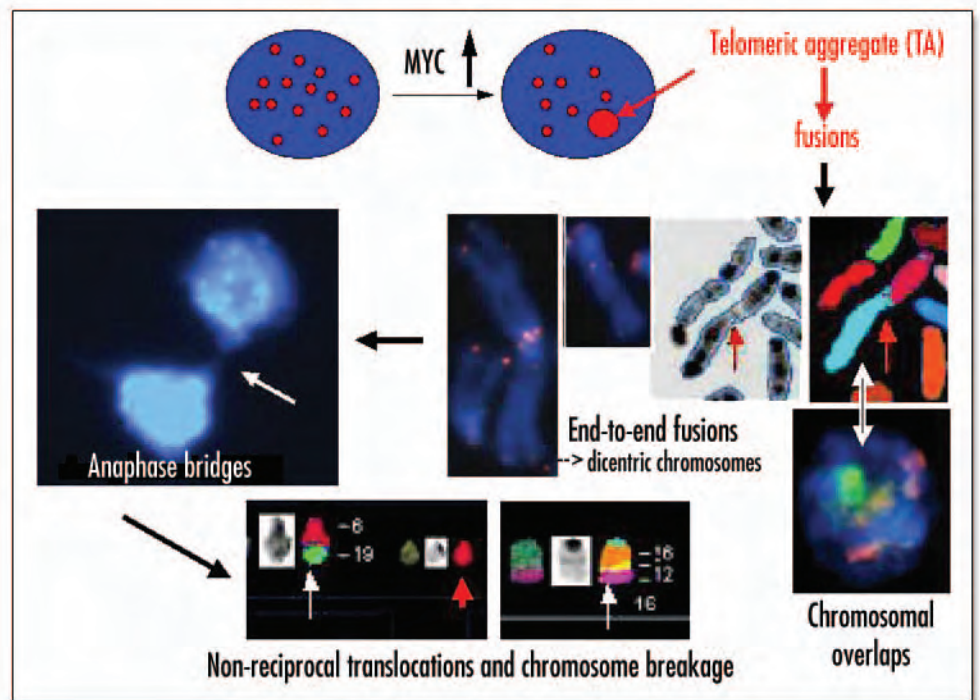 MYC
Telomeric aggregate (TA)
fusions
Anaphase bridges
End-to-end fusions
--> dicentric chromosomes
-6
-19
-16
-12
16
Chromosomal
overlaps
Non-reciprocal translocations and chromosome breakage